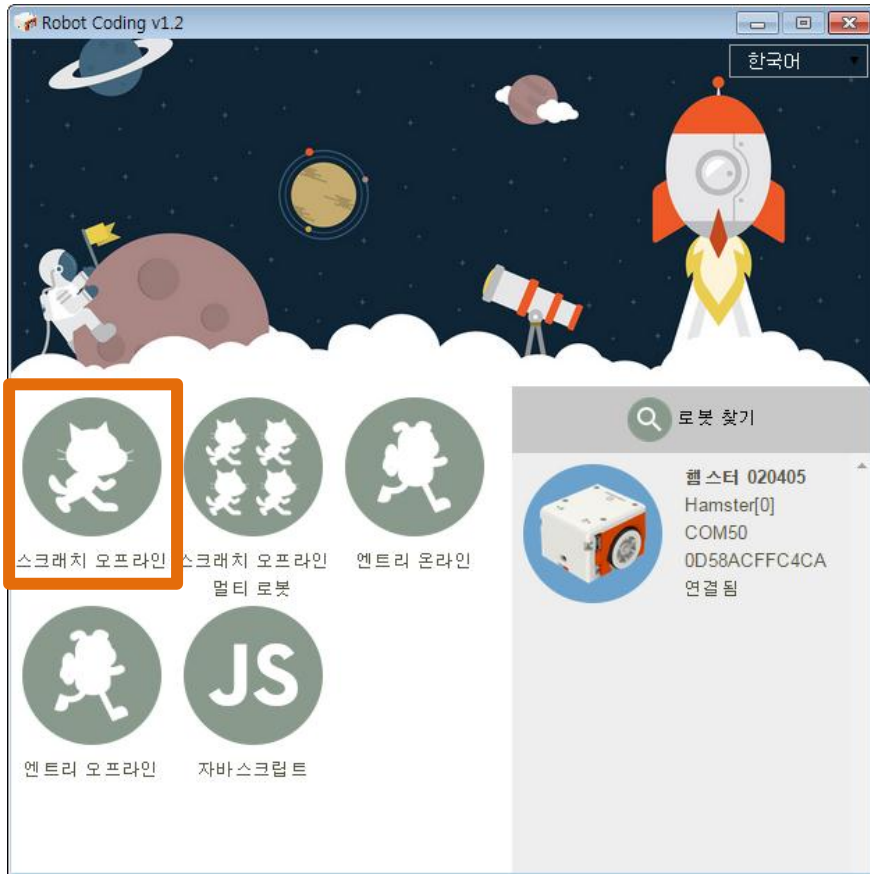 Robot Coding v1.2
한국어
로봇 찾기
스크래치 오프라인
스크래치 오프라인
멀티 로봇
엔트리 온라인
엔트리 오프라인
JS
자바스크립트
햄스터 020405
Hamster[0]
COM50
0D58ACFFC4CA
연결됨